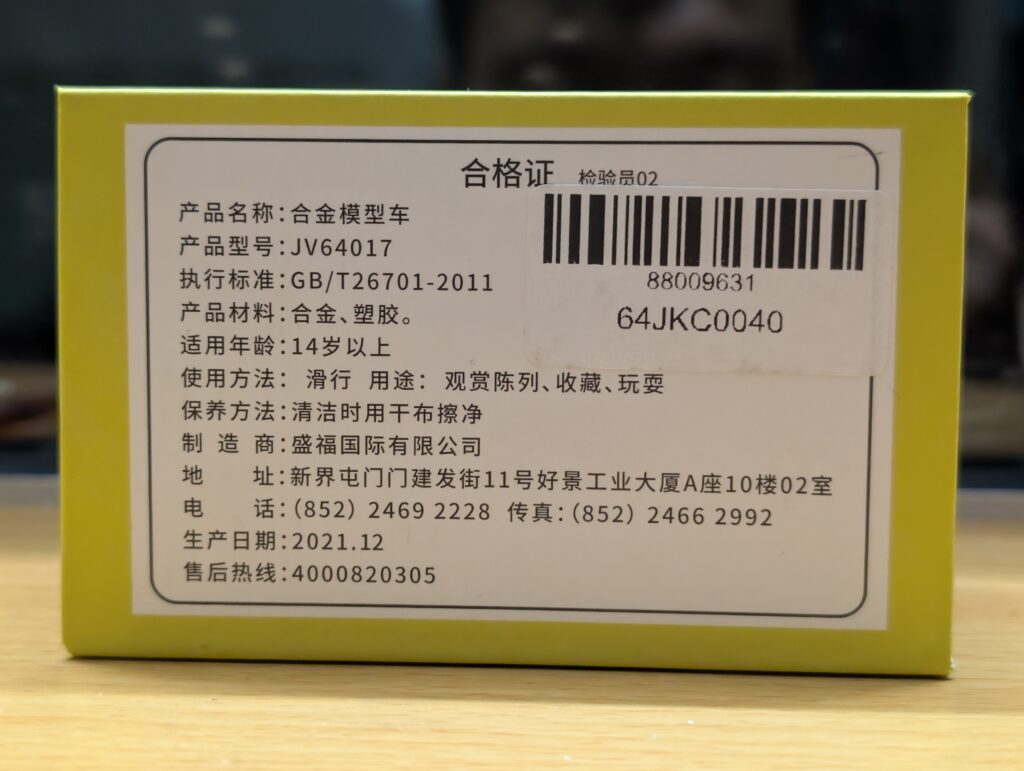 合格证 检验员02
产品名称:合金模型车
产品型号:JV64017
执行标准:GB/T26701-2011
产品材料:合金、塑胶。
适用年龄:14岁以上
使用方法: 滑行 用途: 观赏陈列、收藏、玩耍
保养方法:清洁时用干布擦净
制 造 商:盛福国际有限公司
地 址:新界屯门门建发街11号好景工业大厦A座10楼02室
电 话:(852) 2469 2228 传真:(852) 2466 2992
生产日期:2021.12
售后热线:4000820305
88009631
64JKC0040